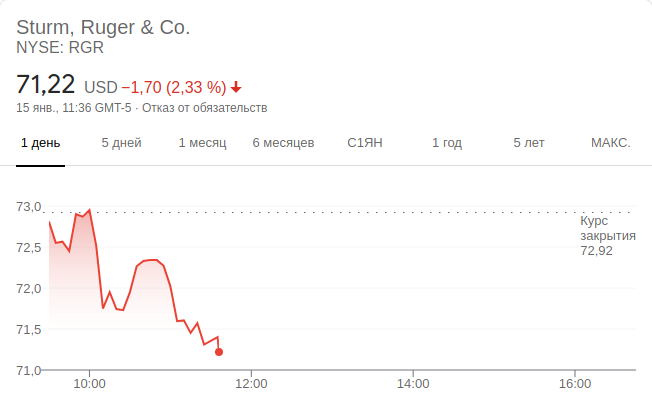 Sturm, Ruger & Co.
NYSE: RGR
71,22 USD −1,70 (2,33 %)
15 янв., 11:36 GMT-5 · Отказ от обязательств
1 день 5 дней 1 месяц 6 месяцев С1ЯН 1 год 5 лет МАКС.
73,0
Курс
закрытия
72,92
72,5
72,0
71,5
71,0
10:00 12:00 14:00 16:00